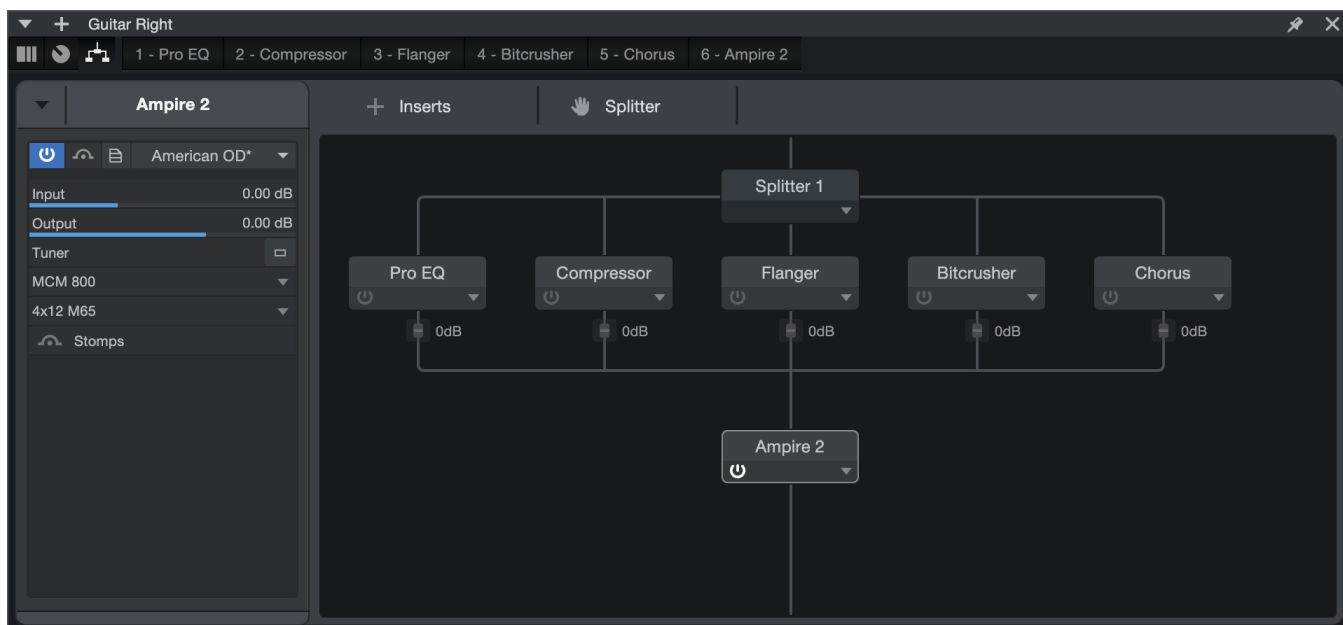 Guitar Right
1 - Pro EQ 2 - Compressor 3 - Flanger 4 - Bitcrusher 5 - Chorus 6 - Ampire 2
Ampire 2
Inserts Splitter
American OD*
Input 0.00 dB
Output 0.00 dB
Tuner
MCM 800
4x12 M65
Stomps
Splitter 1
Pro EQ Compressor Flanger Bitcrusher Chorus
0dB 0dB 0dB 0dB 0dB
Ampire 2